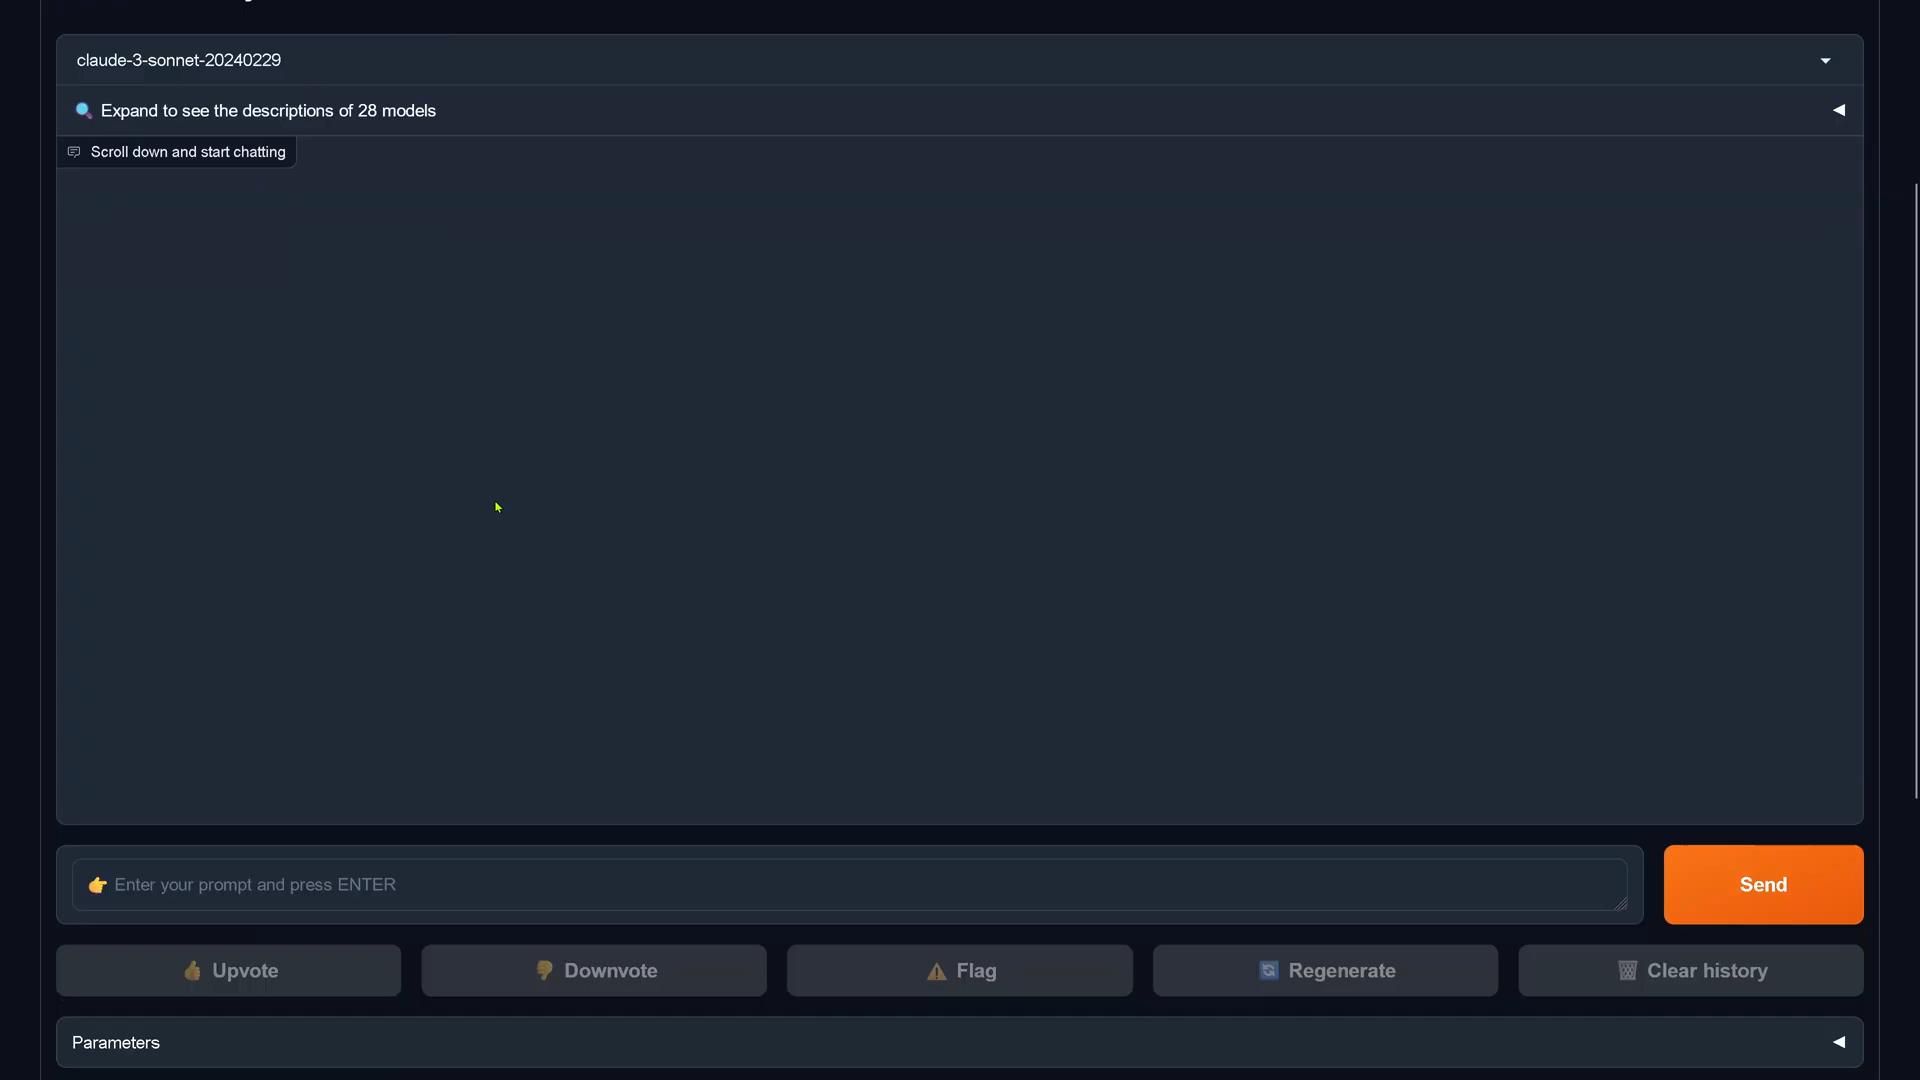 claude-3-sonnet-20240229
Expand to see the descriptions of 28 models
Scroll down and start chatting
Enter your prompt and press ENTER
Send
Upvote
Downvote
Flag
Regenerate
Clear history
Parameters